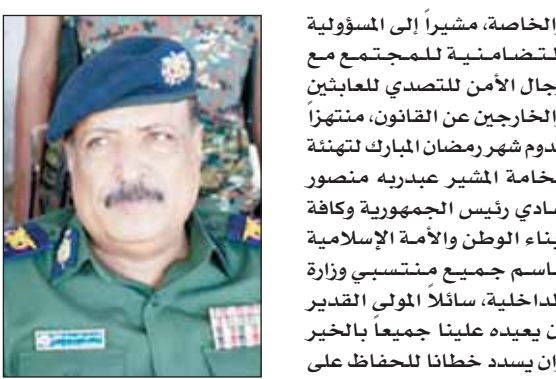 والخاصة، مشيراً إلى المسؤولية
التضامنية للمجتمع مع
رجال الأمن للتصدي للعابثين
والخارجين عن القانون، منتهزاً
قدوم شهر رمضان المبارك لتهنئة
فخامة المشير عبدربه منصور
هادي رئيس الجمهورية وكافة
أبناء الوطن والأمة الإسلامية
باسم جميع منتسبي وزارة
الداخلية، سائلاً المولى القدير
أن يعيده علينا جميعاً بالخير
وان يسدد خطانا للحفاظ على